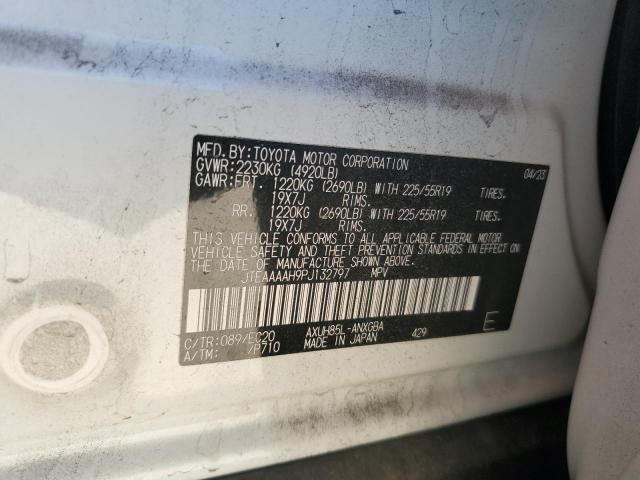 MFD. BY: TOYOTA MOTOR CORPORATION 04/23
GVWR: 2230KG (4920LB)
GAWR: FRT. 1220KG (2690LB) WITH 225/55R19 TIRES.
19X7J RIMS.
RR. 1220KG (2690LB) WITH 225/55R19 TIRES.
19X7J RIMS.
THIS VEHICLE CONFORMS TO ALL APPLICABLE FEDERAL MOTOR
VEHICLE SAFETY AND THEFT PREVENTION STANDARDS IN EFFECT ON
THE DATE OF MANUFACTURE SHOWN ABOVE.
JTEAAAAH9PJ132797 MPV
C/TR: 089/EC20 AXUH85L-ANXGBA E
A/TM: /P710 MADE IN JAPAN 429